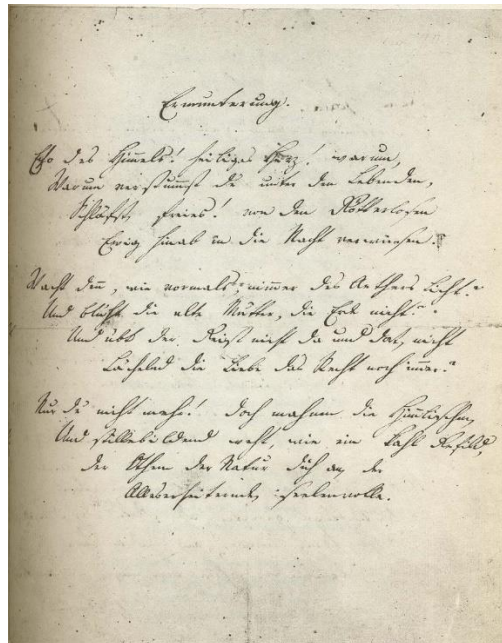 Ermunterung.
Echo des Himmels! heiliges Herz! warum,
Warum verstummst du unter den Lebenden,
Schläfst, freies! von den Götterlosen
Ewig hinab in die Nacht verwiesen?
Wacht denn, wie vormals, nimmer des Aethers Licht?
Und blüht die alte Mutter, die Erde nicht?
Und übt der Geist nicht da und dort, nicht
Lächelnd die Liebe das Recht noch immer?
Nur du nicht mehr! doch mahnen die Himmlischen,
Und stillebildend weht, wie ein kahl Gefild,
Der Othem der Natur dich an, der
Alleserheiternde, seelenvolle.